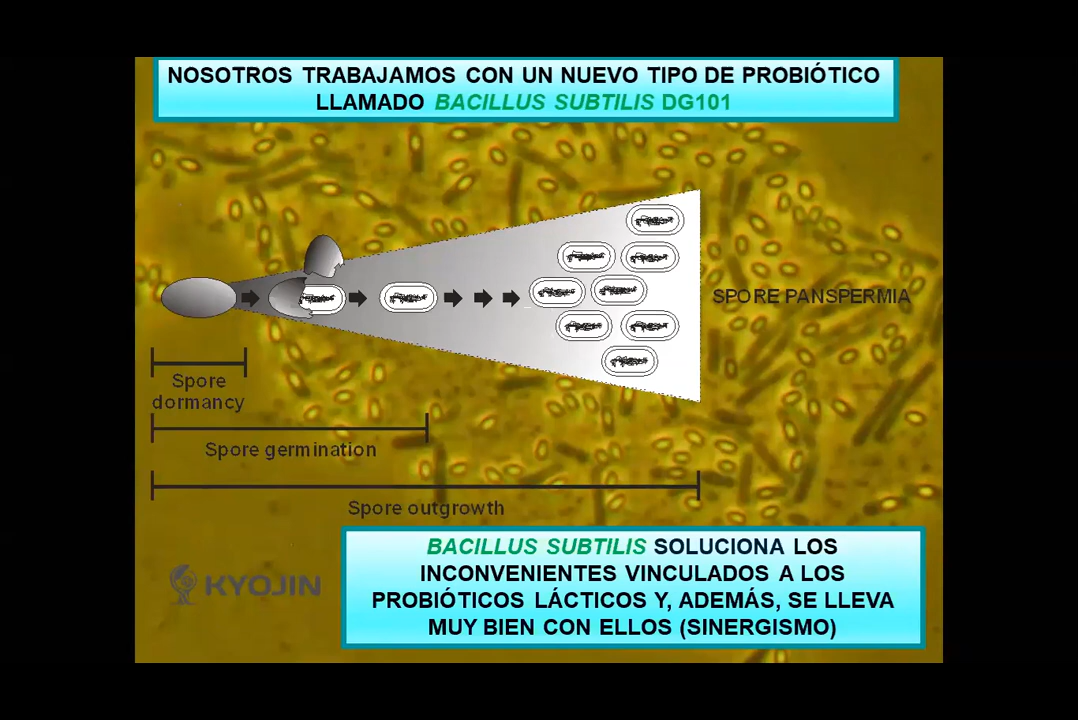 NOSOTROS TRABAJAMOS CON UN NUEVO TIPO DE PROBIÓTICO
LLAMADO BACILLUS SUBTILIS DG101
SPORE PANSPERMIA
Spore
dormancy
Spore germination
Spore outgrowth
BACILLUS SUBTILIS SOLUCIONA LOS
INCONVENIENTES VINCULADOS A LOS
PROBIÓTICOS LÁCTICOS Y, ADEMÁS, SE LLEVA
MUY BIEN CON ELLOS (SINERGISMO)
KYOJIN